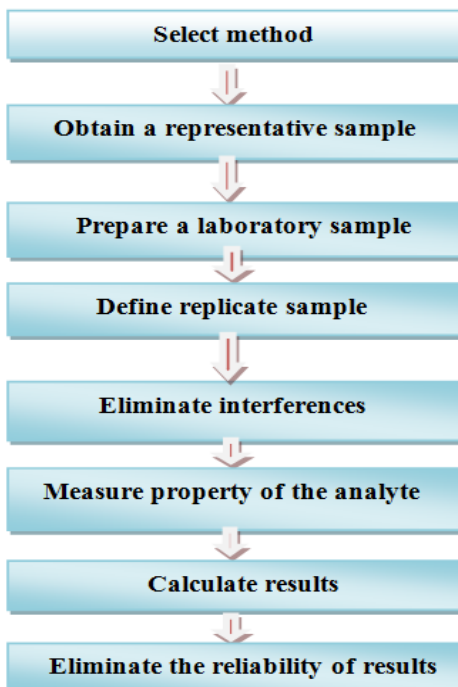 Select method
Obtain a representative sample
Prepare a laboratory sample
Define replicate sample
Eliminate interferences
Measure property of the analyte
Calculate results
Eliminate the reliability of results